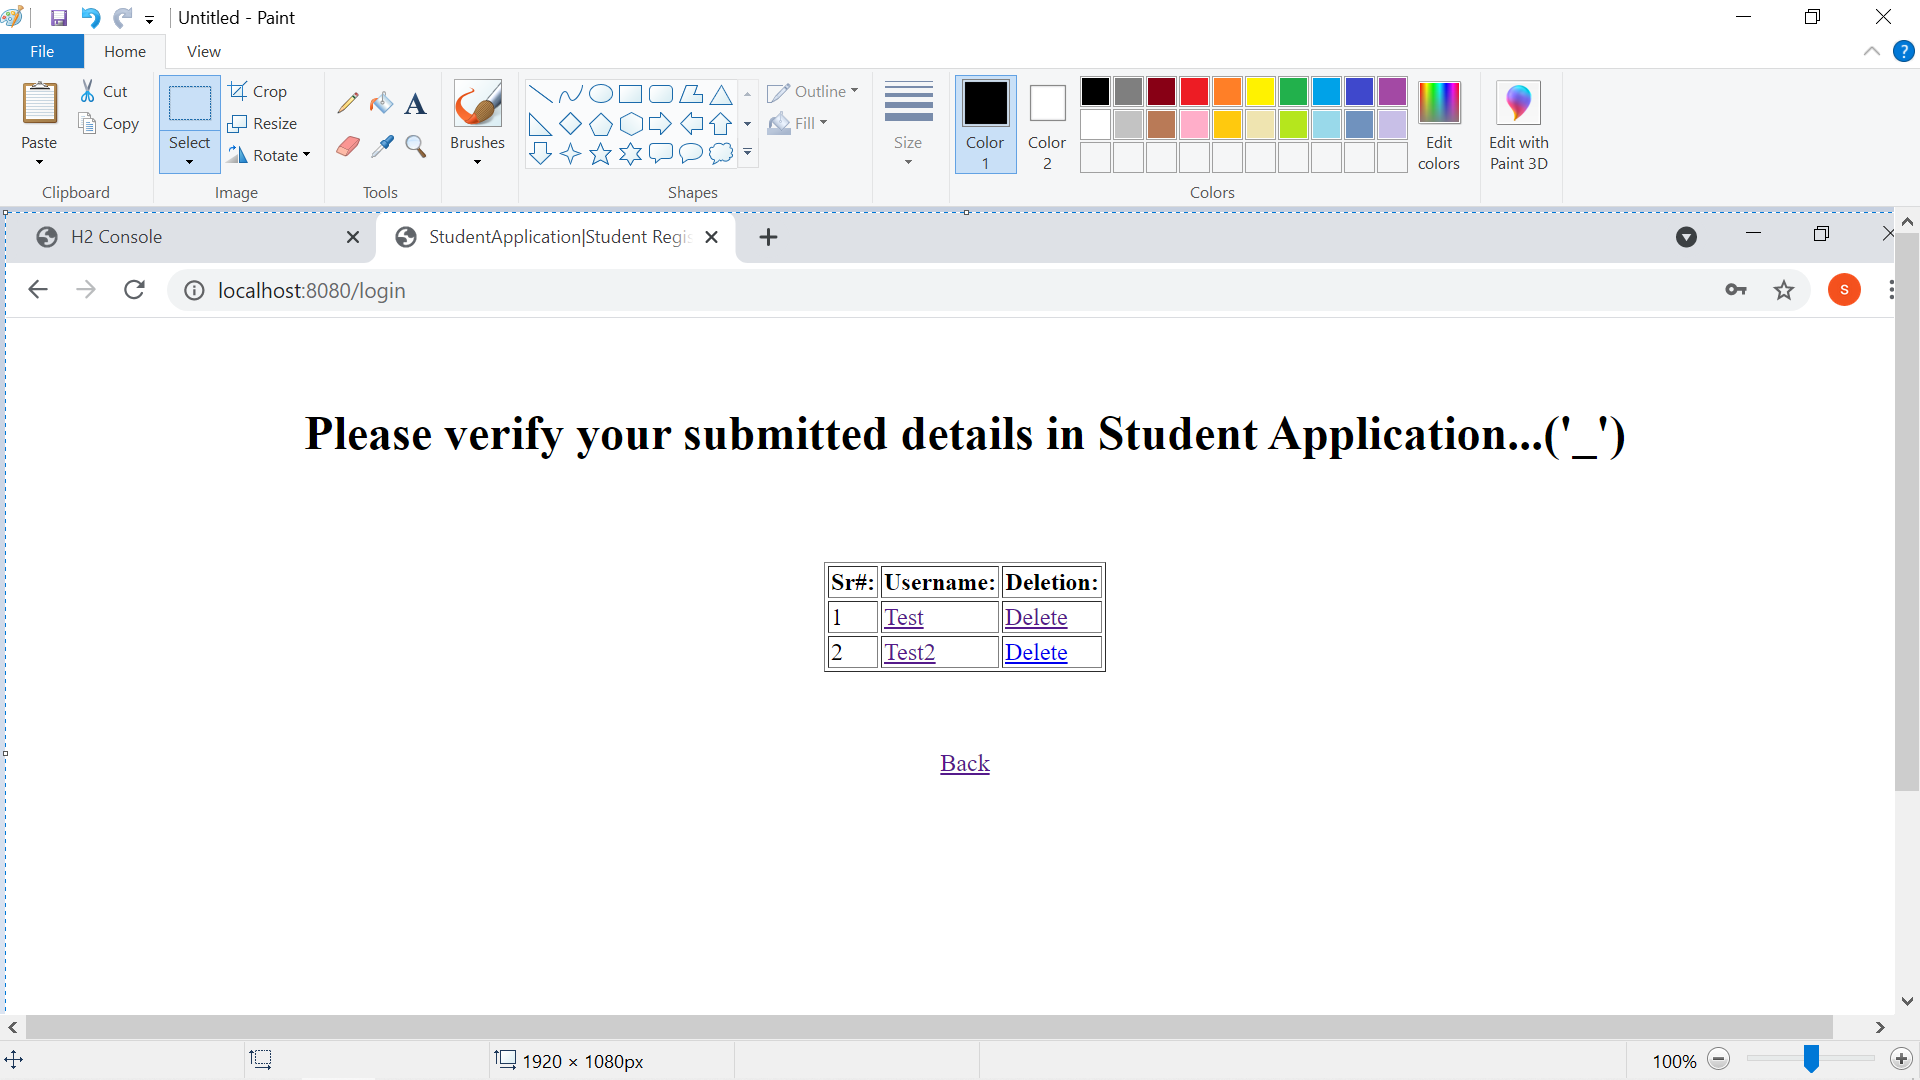 Untitled - Paint
File Home View
Paste
Cut
Copy
Clipboard
Select
Crop
Resize
Rotate
Image
Tools
Brushes
Shapes
Outline
Fill
Size
Color 1
Color 2
Colors
Edit colors
Edit with Paint 3D
H2 Console
StudentApplication|Student Regis
localhost:8080/login
S
Please verify your submitted details in Student Application...('_')
Sr#: Username: Deletion:
1 Test Delete
2 Test2 Delete
Back
1920 × 1080px
100%